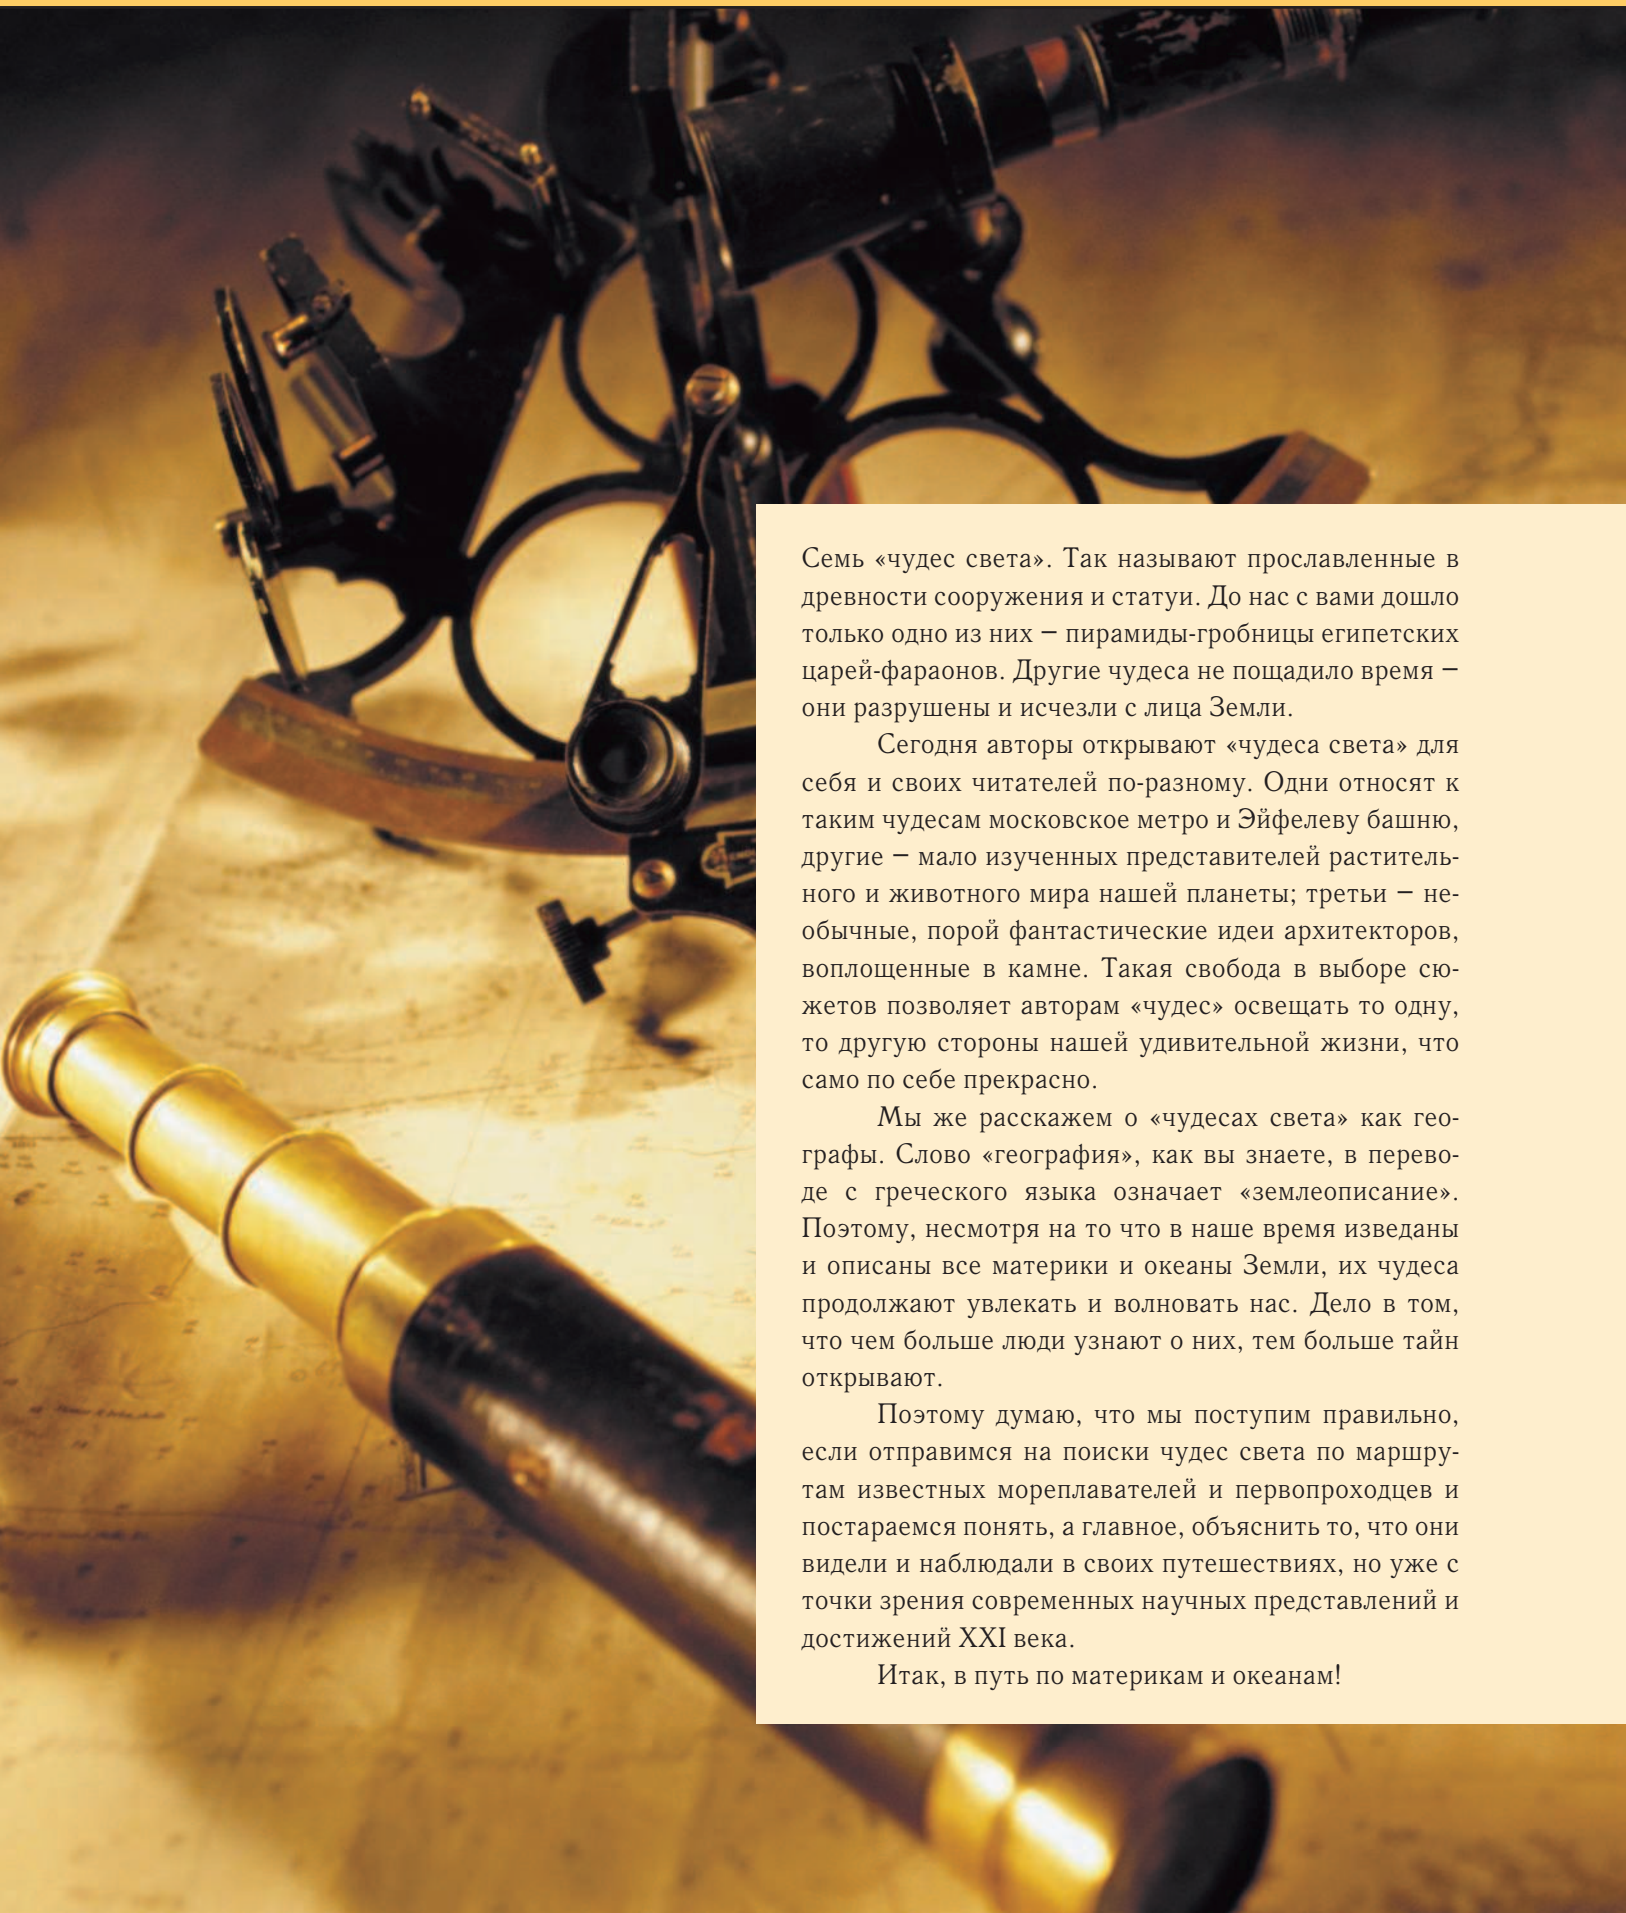 Семь «чудес света». Так называют прославленные в
древности сооружения и статуи. До нас с вами дошло
только одно из них – пирамиды-гробницы египетских
царей-фараонов. Другие чудеса не пощадило время –
они разрушены и исчезли с лица Земли.
Сегодня авторы открывают «чудеса света» для
себя и своих читателей по-разному. Одни относят к
таким чудесам московское метро и Эйфелеву башню,
другие – мало изученных представителей раститель-
ного и животного мира нашей планеты; третьи – не-
обычные, порой фантастические идеи архитекторов,
воплощенные в камне. Такая свобода в выборе сю-
жетов позволяет авторам «чудес» освещать то одну,
то другую стороны нашей удивительной жизни, что
само по себе прекрасно.
Мы же расскажем о «чудесах света» как гео-
графы. Слово «география», как вы знаете, в перево-
де с греческого языка означает «землеописание».
Поэтому, несмотря на то что в наше время изведаны
и описаны все материки и океаны Земли, их чудеса
продолжают увлекать и волновать нас. Дело в том,
что чем больше люди узнают о них, тем больше тайн
открывают.
Поэтому думаю, что мы поступим правильно,
если отправимся на поиски чудес света по маршру-
там известных мореплавателей и первопроходцев и
постараемся понять, а главное, объяснить то, что они
видели и наблюдали в своих путешествиях, но уже с
точки зрения современных научных представлений и
достижений XXI века.
Итак, в путь по материкам и океанам!